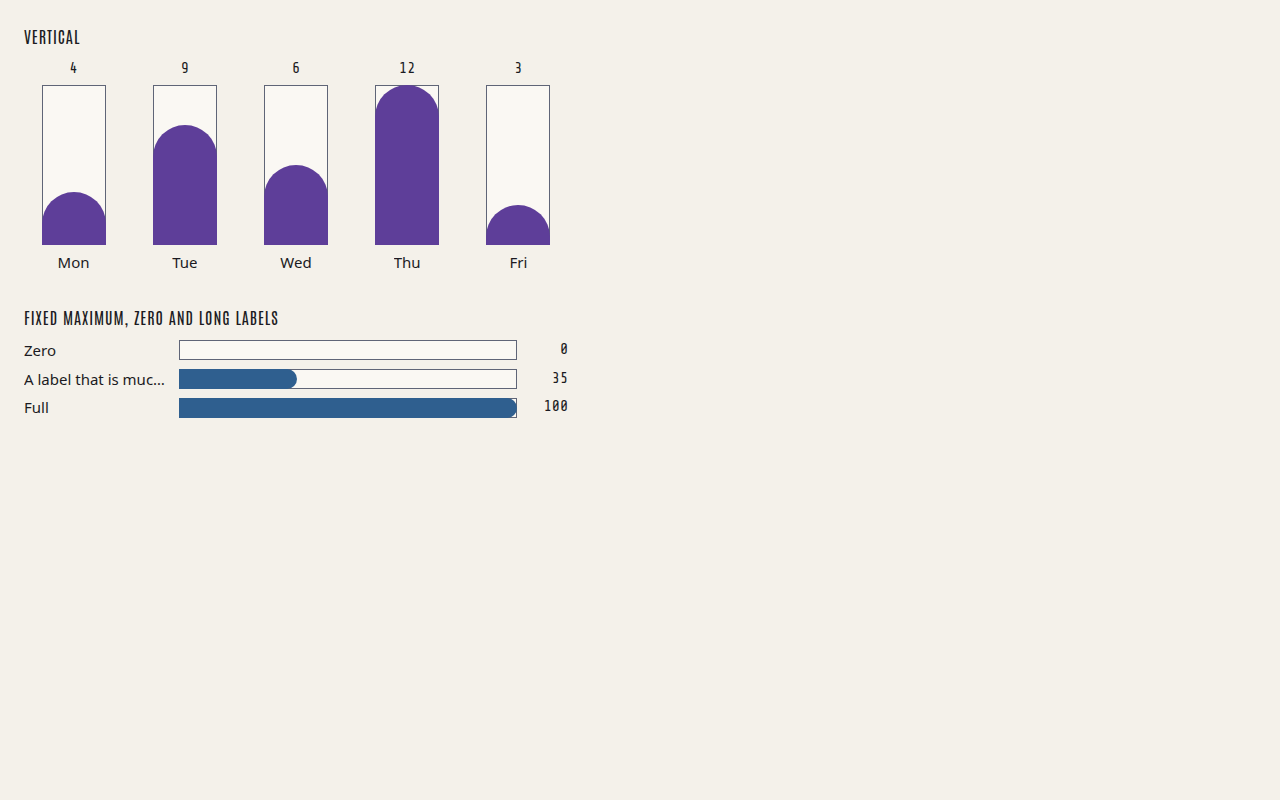 VERTICAL
4 9 6 12 3
Mon Tue Wed Thu Fri
FIXED MAXIMUM, ZERO AND LONG LABELS
Zero 0
A label that is muc... 35
Full 100